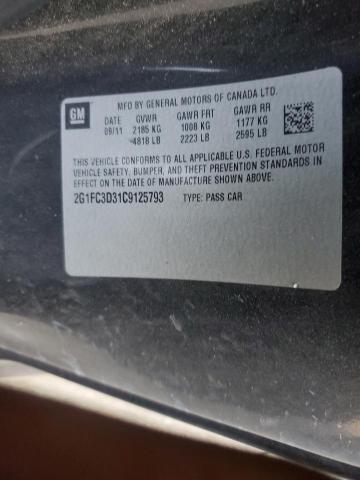 GM
MFD BY GENERAL MOTORS OF CANADA LTD.
DATE GVWR GAWR FRT GAWR RR
09/11 2185 KG 1008 KG 1177 KG
4818 LB 2223 LB 2595 LB
THIS VEHICLE CONFORMS TO ALL APPLICABLE U.S. FEDERAL MOTOR
VEHICLE SAFETY, BUMPER, AND THEFT PREVENTION STANDARDS IN
EFFECT ON THE DATE OF MANUFACTURE SHOWN ABOVE.
2G1FC3D31C9125793 TYPE: PASS CAR